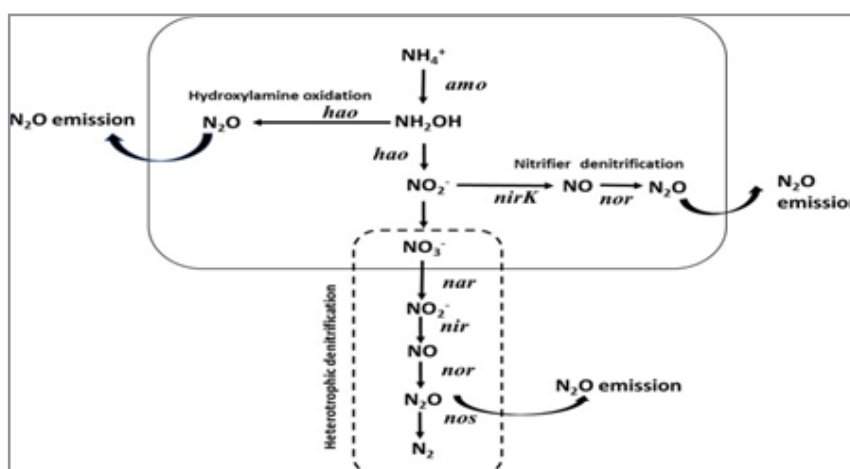 NH₄⁺
amo
Hydroxylamine oxidation
N₂O emission
N₂O
hao
NH₂OH
hao
Nitrifier denitrification
NO₂⁻
nirK
NO
nor
N₂O
N₂O
emission
NO₃⁻
Heterotrophic denitrification
nar
NO₂⁻
nir
NO
nor
N₂O
N₂O emission
nos
N₂